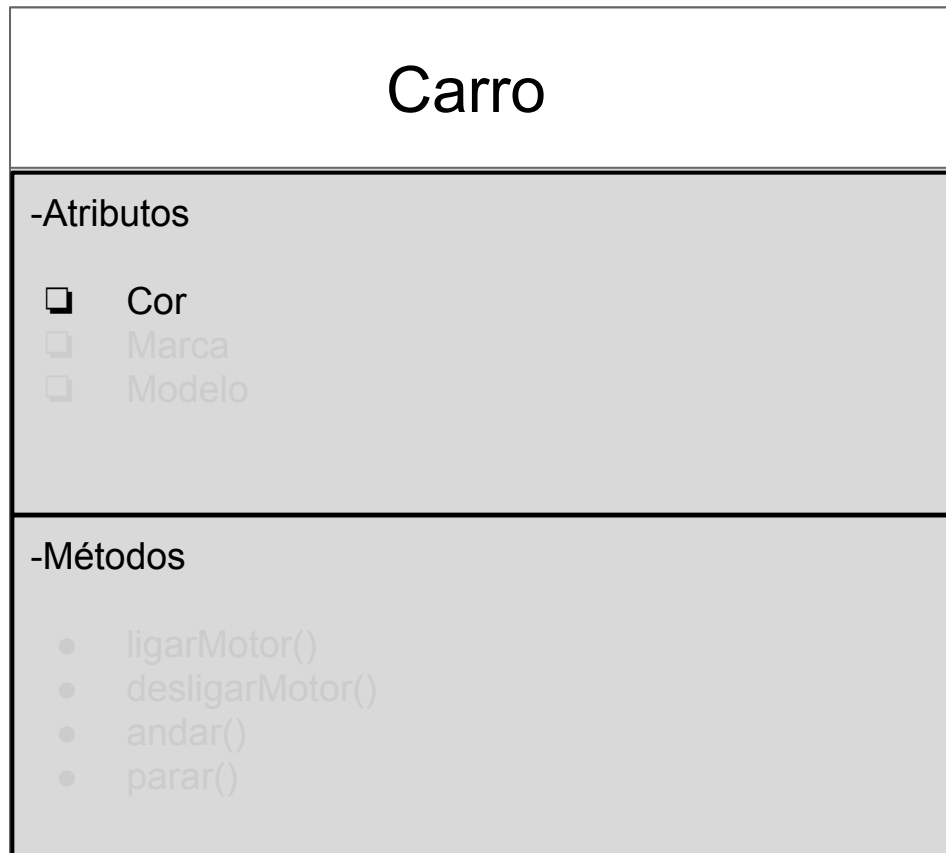 Carro
-Atributos
❏ Cor
❏ Marca
❏ Modelo
-Métodos
● ligarMotor()
● desligarMotor()
● andar()
● parar()